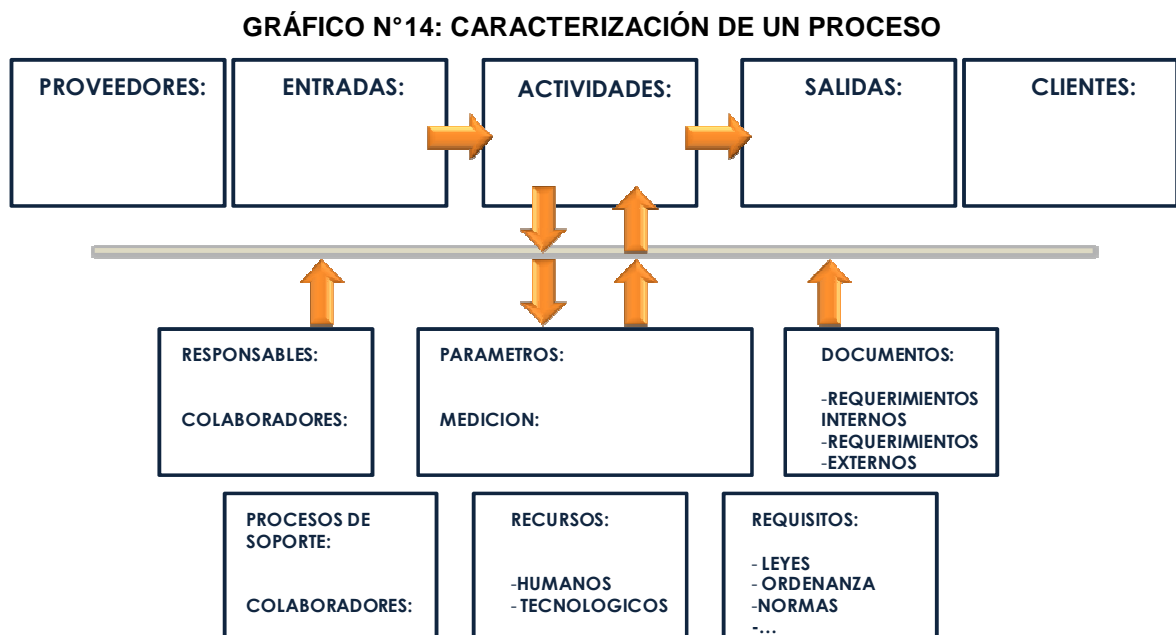 GRÁFICO N°14: CARACTERIZACIÓN DE UN PROCESO
PROVEEDORES:
ENTRADAS:
ACTIVIDADES:
SALIDAS:
CLIENTES:
RESPONSABLES:
COLABORADORES:
PARAMETROS:
MEDICION:
DOCUMENTOS:
-REQUERIMIENTOS
INTERNOS
-REQUERIMIENTOS
-EXTERNOS
PROCESOS DE
SOPORTE:
COLABORADORES:
RECURSOS:
-HUMANOS
- TECNOLOGICOS
REQUISITOS:
- LEYES
- ORDENANZA
-NORMAS
-...